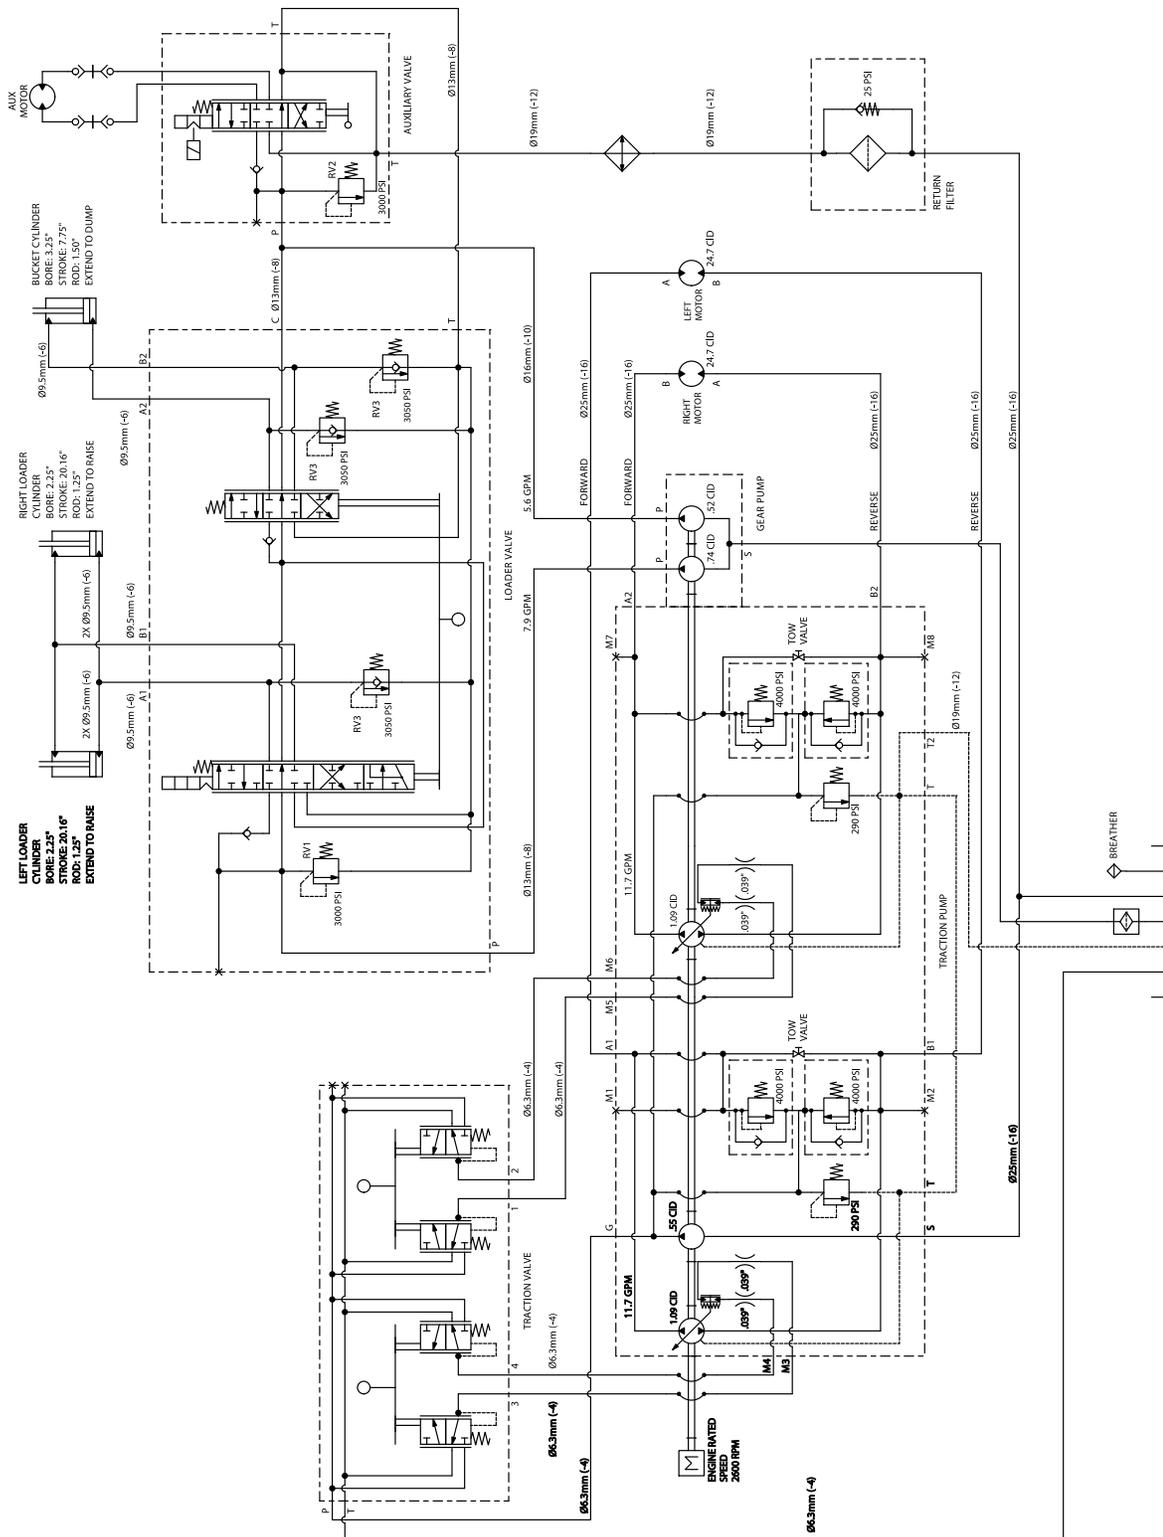 AUX
MOTOR
T
AUXILIARY VALVE
Ø13mm (-8)
RV2
3000 PSI
T
P
BUCKET CYLINDER
BORE: 3.25"
STROKE: 7.75"
ROD: 1.50"
EXTEND TO DUMP
Ø9.5mm (-6)
Ø9.5mm (-6)
RIGHT LOADER
CYLINDER
BORE: 2.25"
STROKE: 20.16"
ROD: 1.25"
EXTEND TO RAISE
LEFT LOADER
CYLINDER
BORE: 2.25"
STROKE: 20.16"
ROD: 1.25"
EXTEND TO RAISE
2X Ø9.5mm (-6)
2X Ø9.5mm (-6)
Ø9.5mm (-6)
Ø9.5mm (-6)
A1
B1
A2
B2
C
Ø13mm (-8)
T
RV3
3050 PSI
RV3
3050 PSI
RV3
3050 PSI
RV1
3000 PSI
LOADER VALVE
P
Ø13mm (-8)
7.9 GPM
5.6 GPM
Ø16mm (-10)
Ø19mm (-12)
Ø19mm (-12)
25 PSI
RETURN
FILTER
A
LEFT
MOTOR
24.7 CID
B
B
RIGHT
MOTOR
24.7 CID
A
Ø25mm (-16)
Ø25mm (-16)
FORWARD
FORWARD
Ø25mm (-16)
Ø25mm (-16)
Ø25mm (-16)
REVERSE
REVERSE
P
P
.74 CID
.52 CID
GEAR PUMP
S
A2
B2
M7
M8
TOW
VALVE
4000 PSI
4000 PSI
290 PSI
T2
T
Ø19mm (-12)
11.7 GPM
1.09 CID
.039"
.039"
TRACTION PUMP
BREATHER
M6
M5
A1
B1
M1
M2
TOW
VALVE
4000 PSI
4000 PSI
290 PSI
T
S
G
.55 CID
Ø25mm (-16)
11.7 GPM
1.09 CID
.039"
.039"
M4
M3
Ø6.3mm (-4)
Ø6.3mm (-4)
2
1
TRACTION VALVE
4
3
Ø6.3mm (-4)
Ø6.3mm (-4)
Ø6.3mm (-4)
P
T
M
ENGINE RATED
SPEED
2600 RPM
Ø6.3mm (-4)